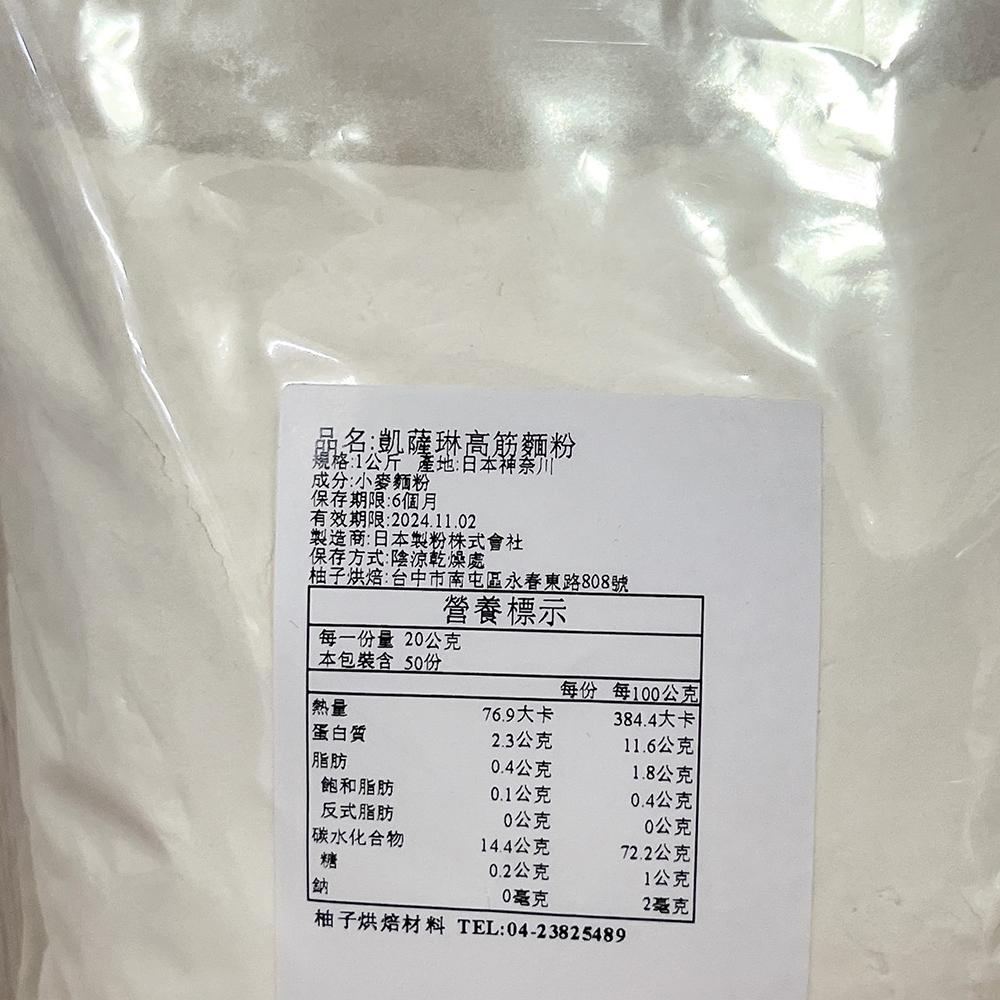 品名:凱薩琳高筋麵粉
規格:1公斤 產地:日本神奈川
成分:小麥麵粉
保存期限:6個月
有效期限:2024.11.02
製造商:日本製粉株式會社
保存方式:陰涼乾燥處
柚子烘焙:台中市南屯區永春東路808號
營養標示
每一份量 20公克
本包裝含 50份
每份 每100公克
熱量 76.9大卡 384.4大卡
蛋白質 2.3公克 11.6公克
脂肪 0.4公克 1.8公克
飽和脂肪 0.1公克 0.4公克
反式脂肪 0公克 0公克
碳水化合物 14.4公克 72.2公克
糖 0.2公克 1公克
鈉 0毫克 2毫克
柚子烘焙材料 TEL:04-23825489